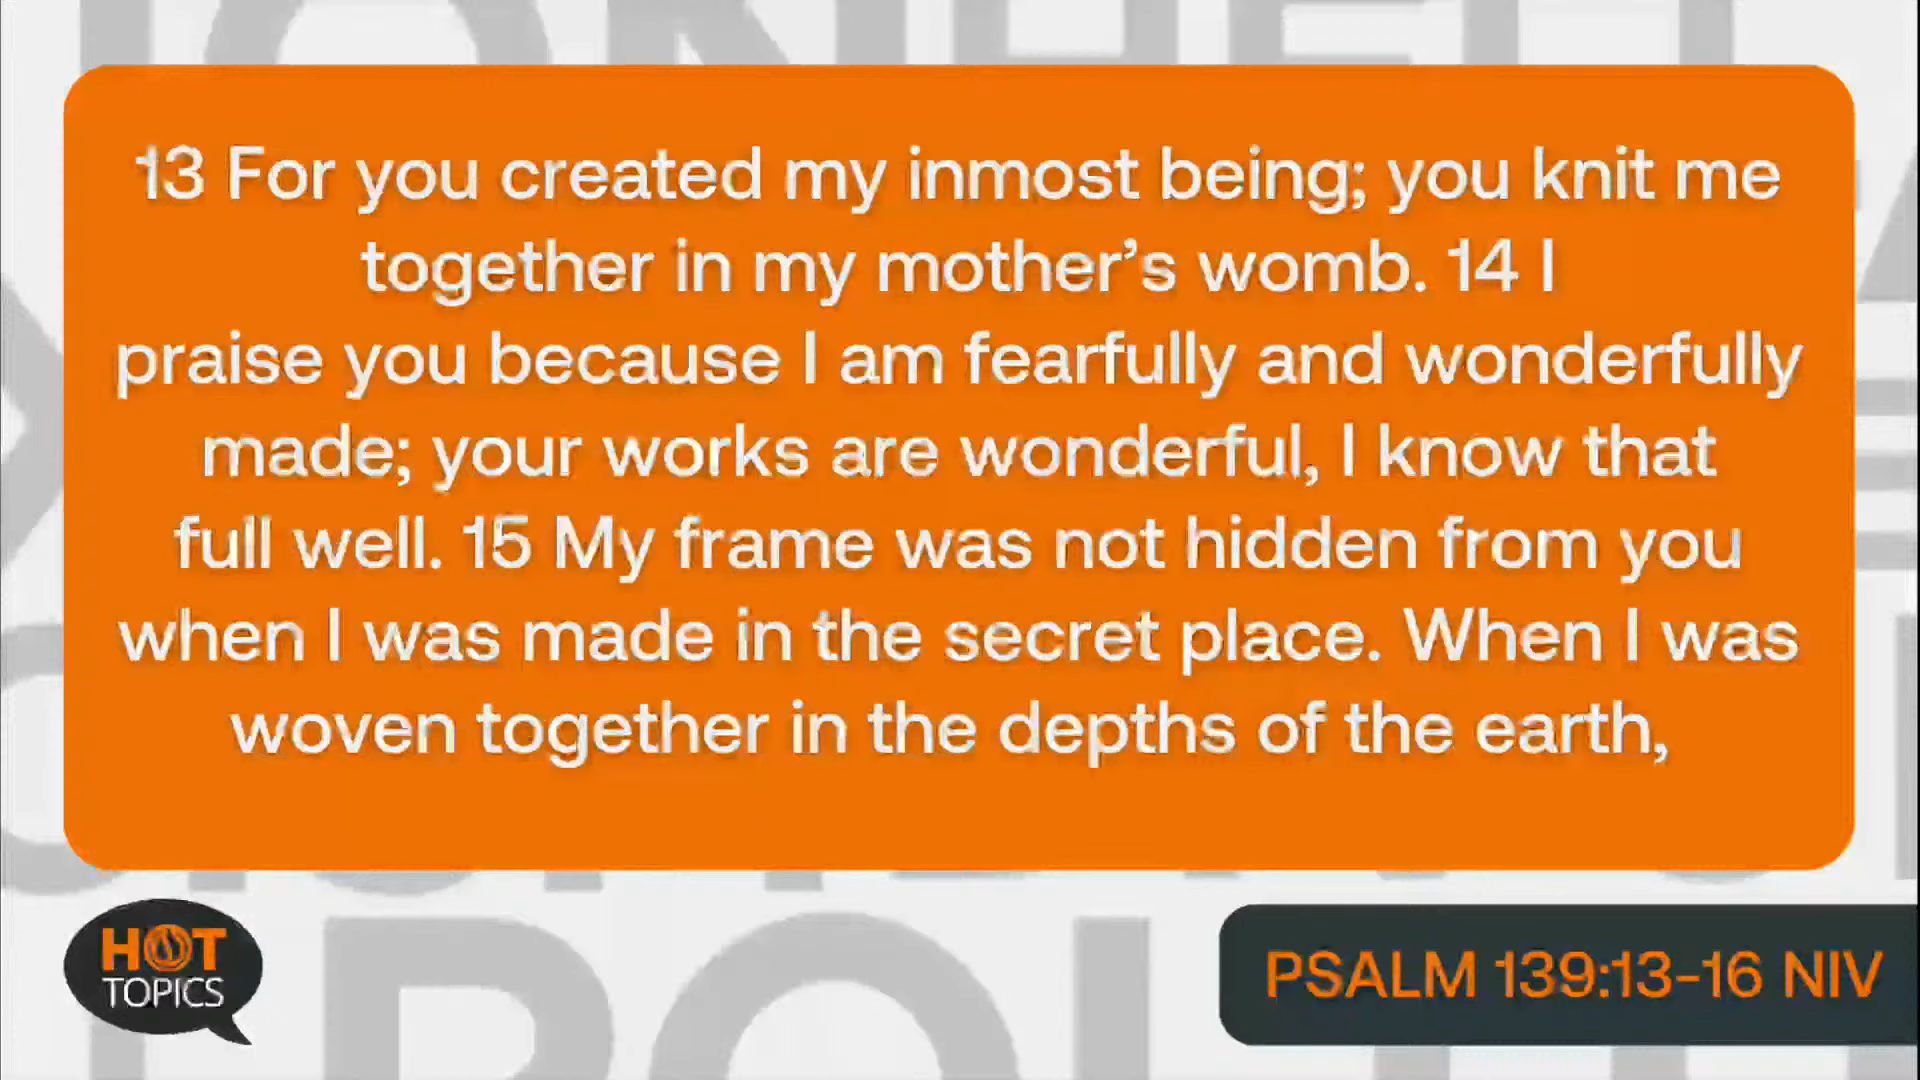 13 For you created my inmost being; you knit me
together in my mother’s womb. 14 I
praise you because I am fearfully and wonderfully
made; your works are wonderful, I know that
full well. 15 My frame was not hidden from you
when I was made in the secret place. When I was
woven together in the depths of the earth,
HOT
TOPICS
PSALM 139:13-16 NIV